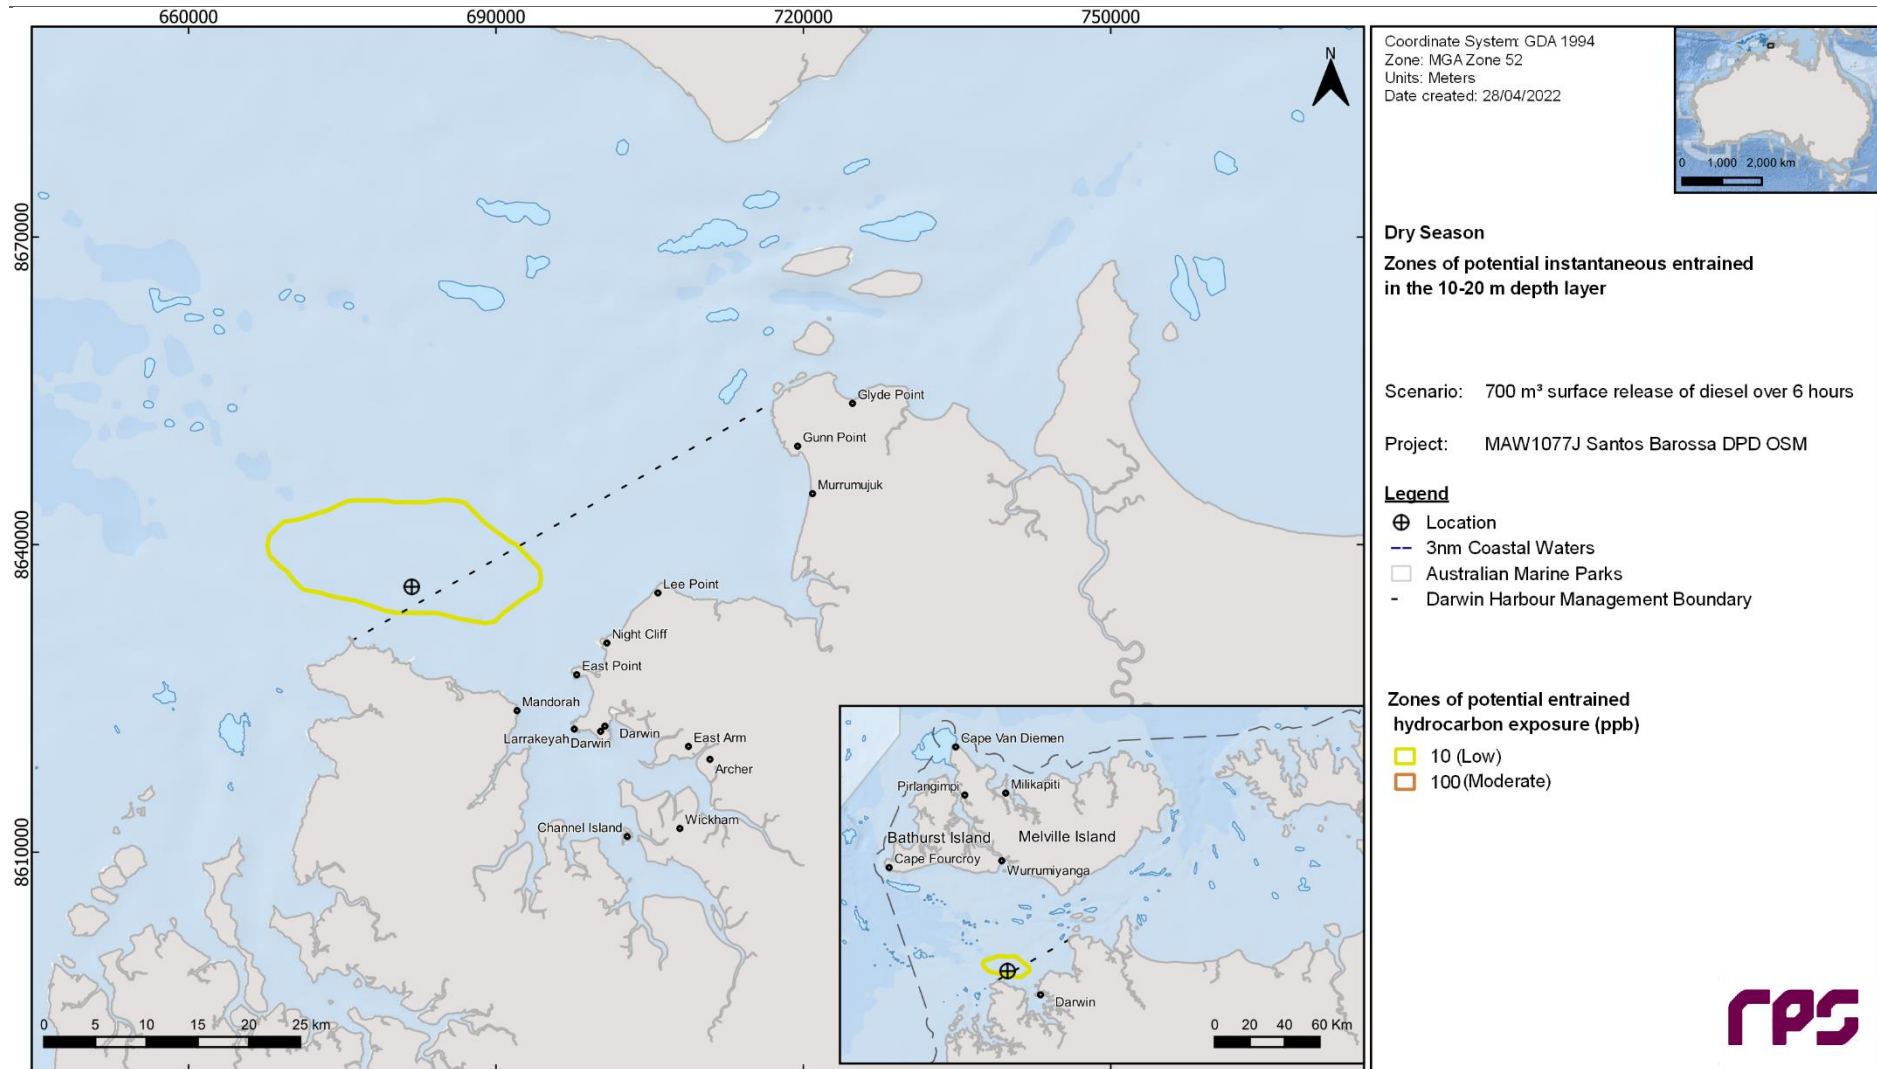 660000
690000
720000
750000
8670000
8640000
8610000
N
Glyde Point
Gunn Point
Murrumujuk
Lee Point
Night Cliff
East Point
Mandorah
Larrakeyah
Darwin
Darwin
East Arm
Archer
Channel Island
Wickham
0 5 10 15 20 25 km
Cape Van Diemen
Pirlangimpi
Milikapiti
Bathurst Island
Melville Island
Cape Fourcroy
Wurrumiyanga
Darwin
0 20 40 60 Km
Coordinate System: GDA 1994
Zone: MGA Zone 52
Units: Meters
Date created: 28/04/2022
0 1,000 2,000 km
Dry Season
Zones of potential instantaneous entrained
in the 10-20 m depth layer
Scenario: 700 m³ surface release of diesel over 6 hours
Project: MAW1077J Santos Barossa DPD OSM
Legend
Location
3nm Coastal Waters
Australian Marine Parks
Darwin Harbour Management Boundary
Zones of potential entrained
hydrocarbon exposure (ppb)
10 (Low)
100 (Moderate)
rps